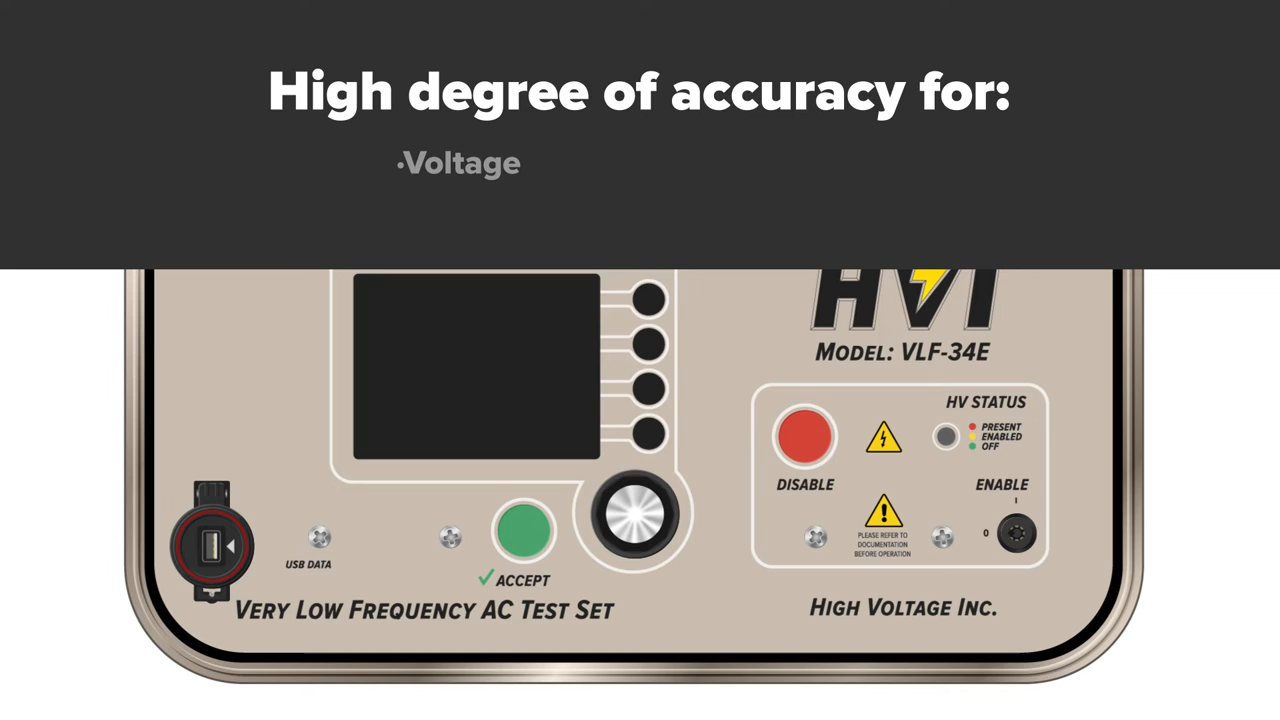 High degree of accuracy for:
·Voltage
HVI
MODEL: VLF-34E
HV STATUS
PRESENT
ENABLED
OFF
DISABLE
ENABLE
I
0
PLEASE REFER TO
DOCUMENTATION
BEFORE OPERATION
USB DATA
✓ACCEPT
VERY LOW FREQUENCY AC TEST SET
HIGH VOLTAGE INC.